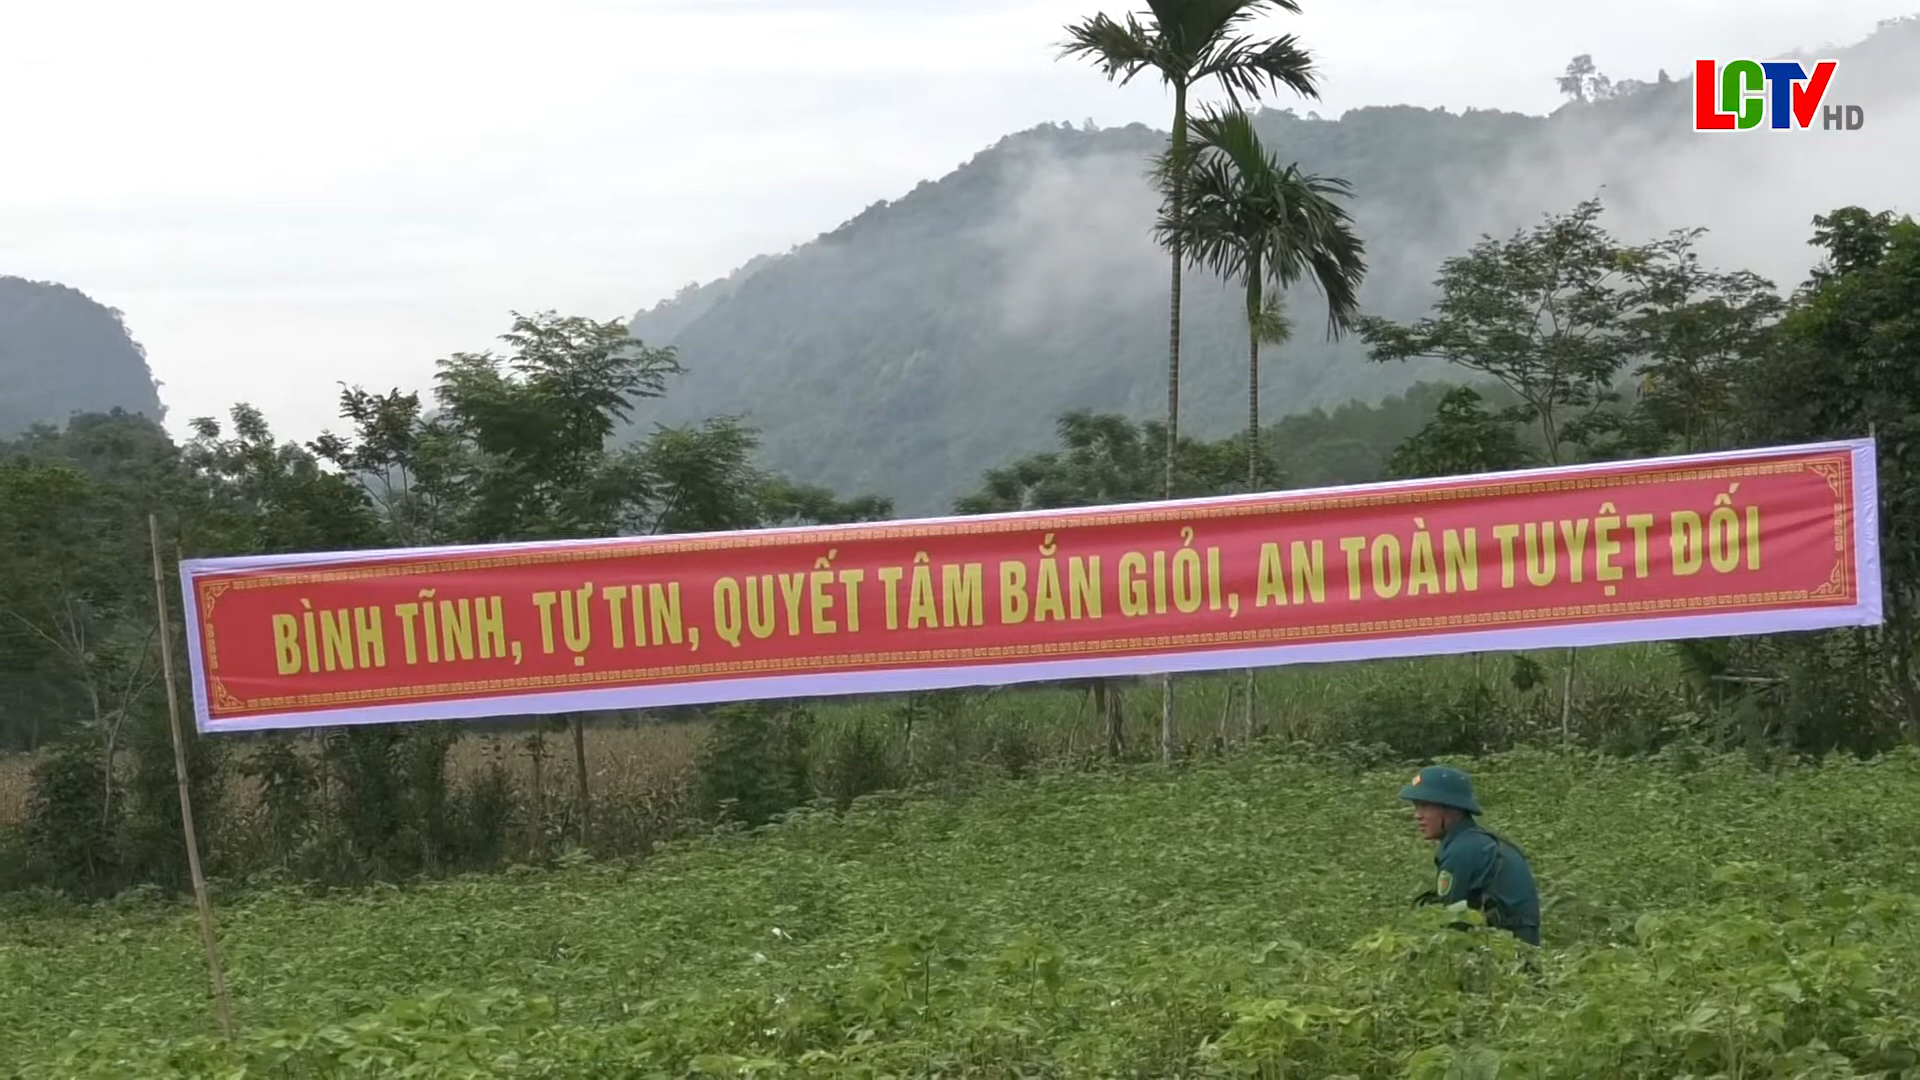 LCTV HD
BÌNH TĨNH, TỰ TIN, QUYẾT TÂM BẮN GIỎI, AN TOÀN TUYỆT ĐỐI